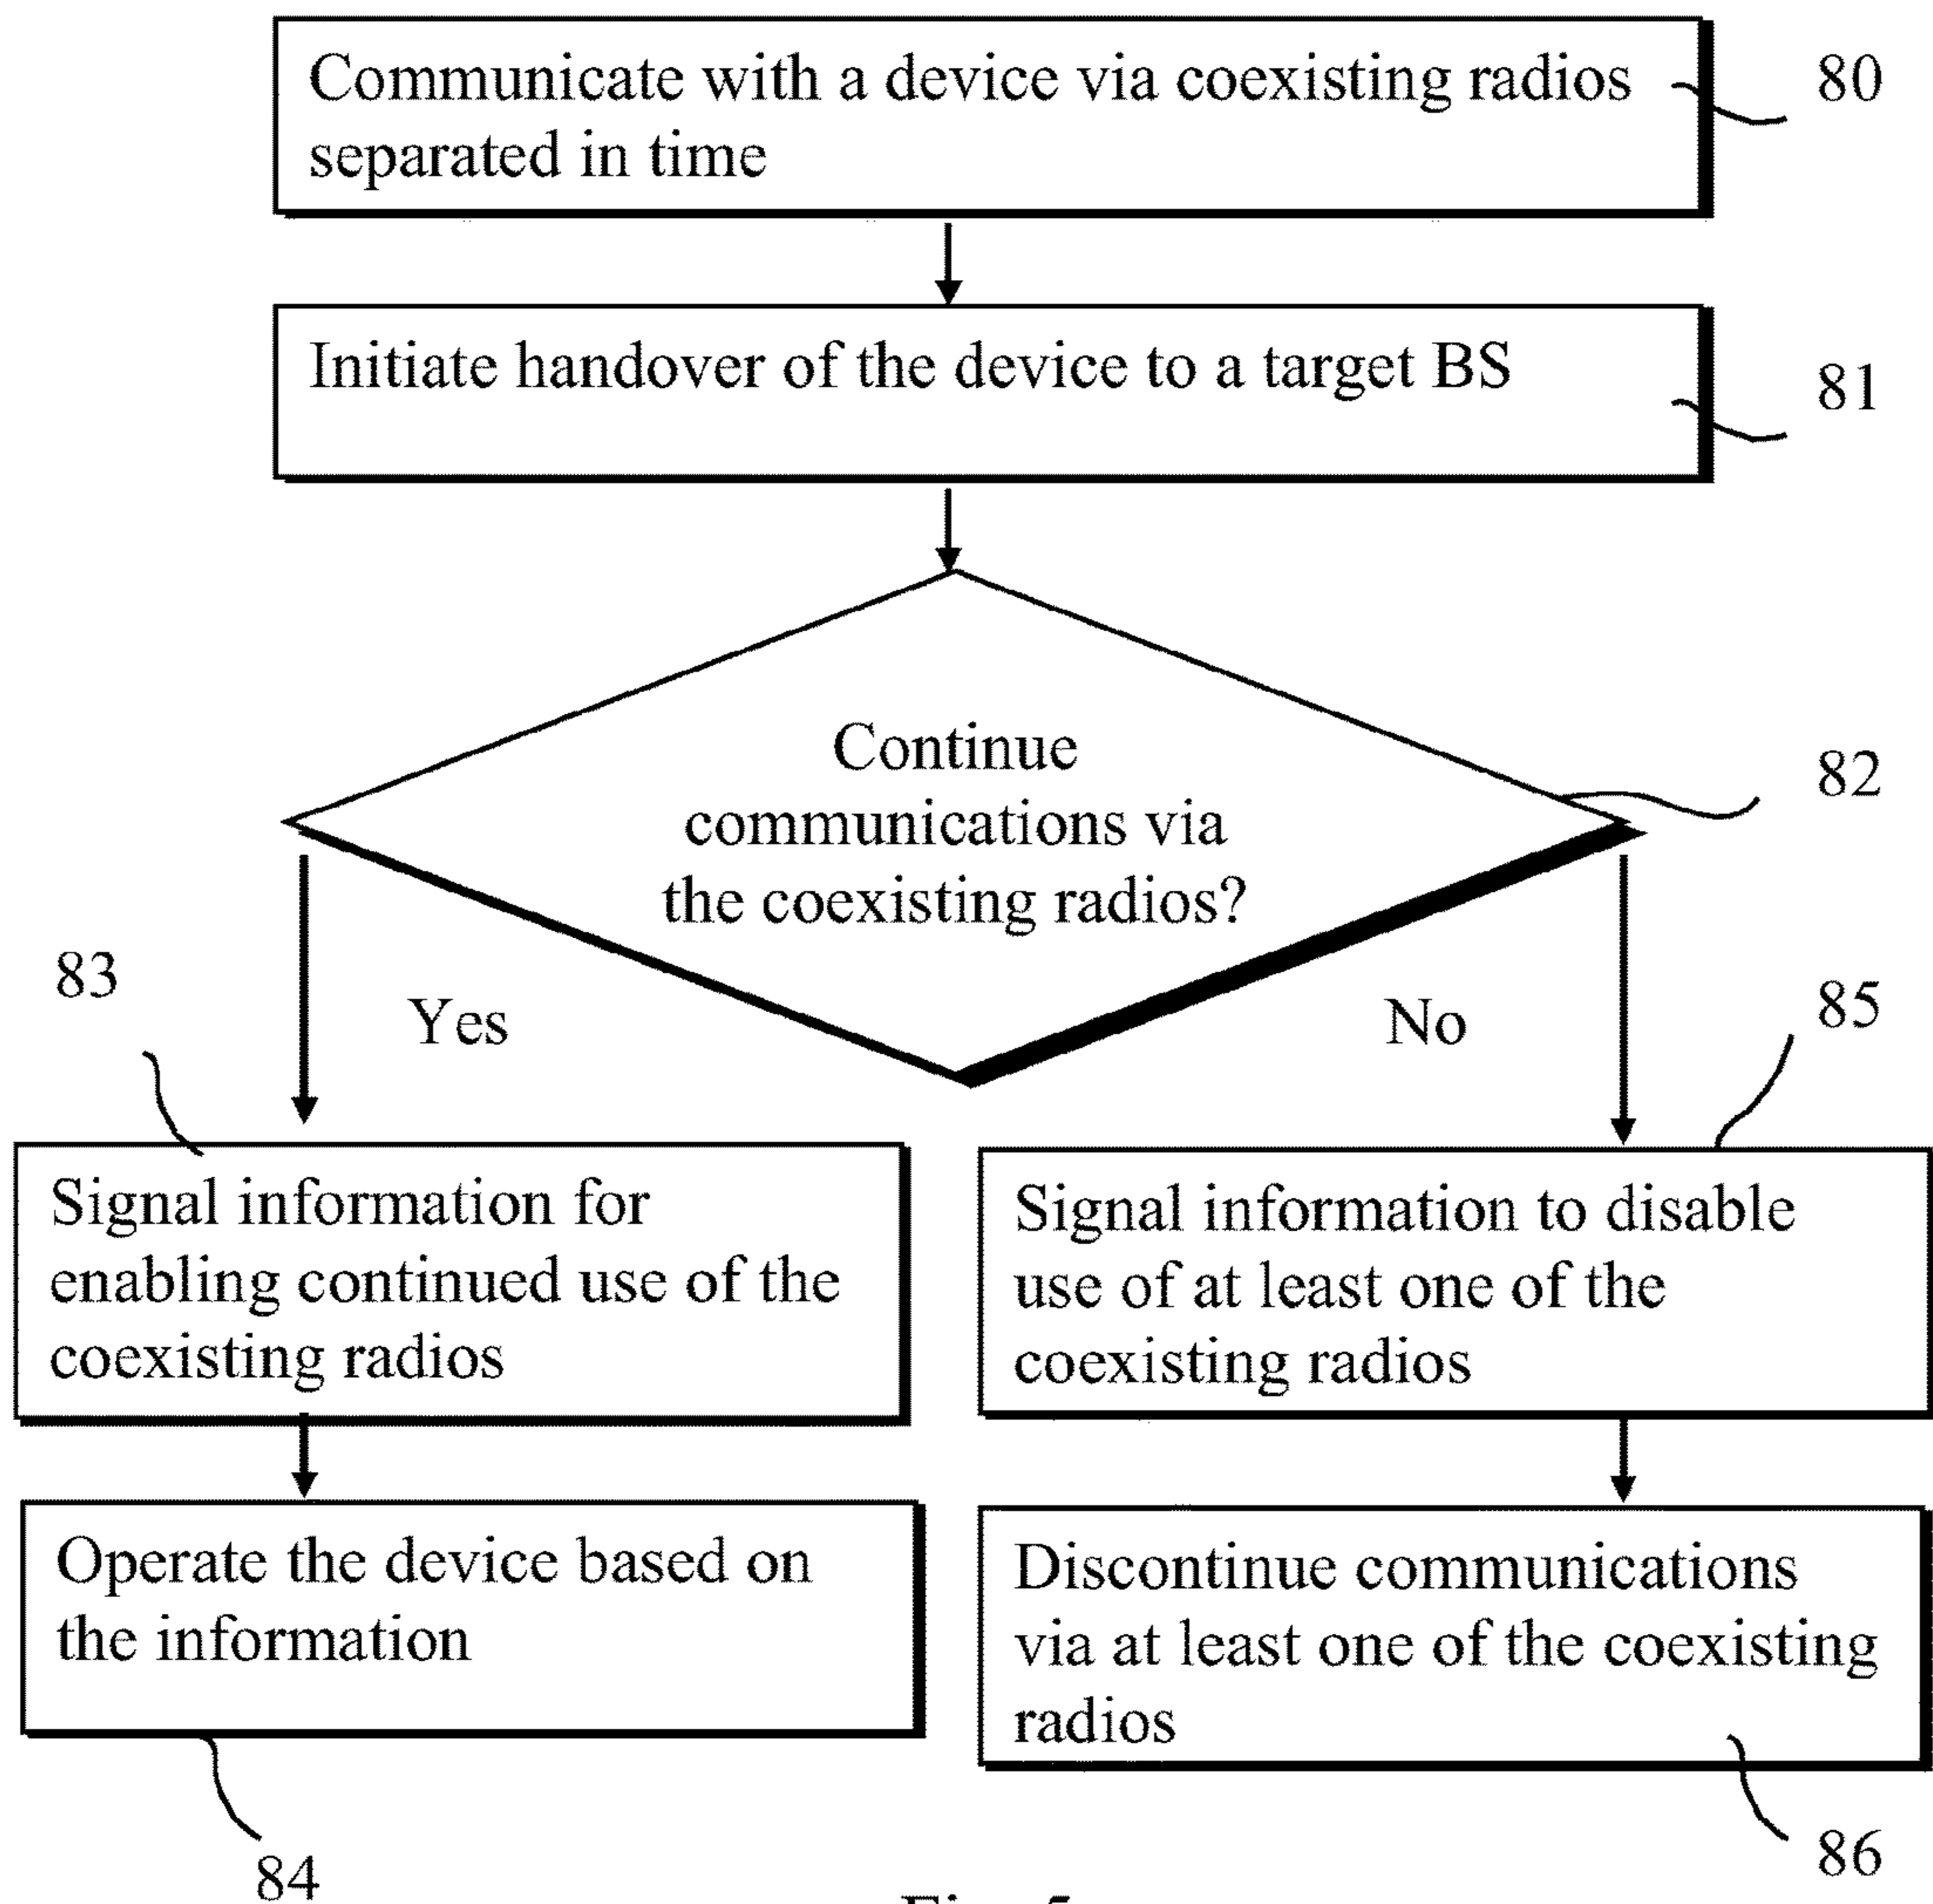 Communicate with a device via coexisting radios
separated in time
80
Initiate handover of the device to a target BS
81
Continue
communications via
the coexisting radios?
82
83
Yes
No
85
Signal information for
enabling continued use of the
coexisting radios
Signal information to disable
use of at least one of the
coexisting radios
Operate the device based on
the information
Discontinue communications
via at least one of the coexisting
radios
84
86